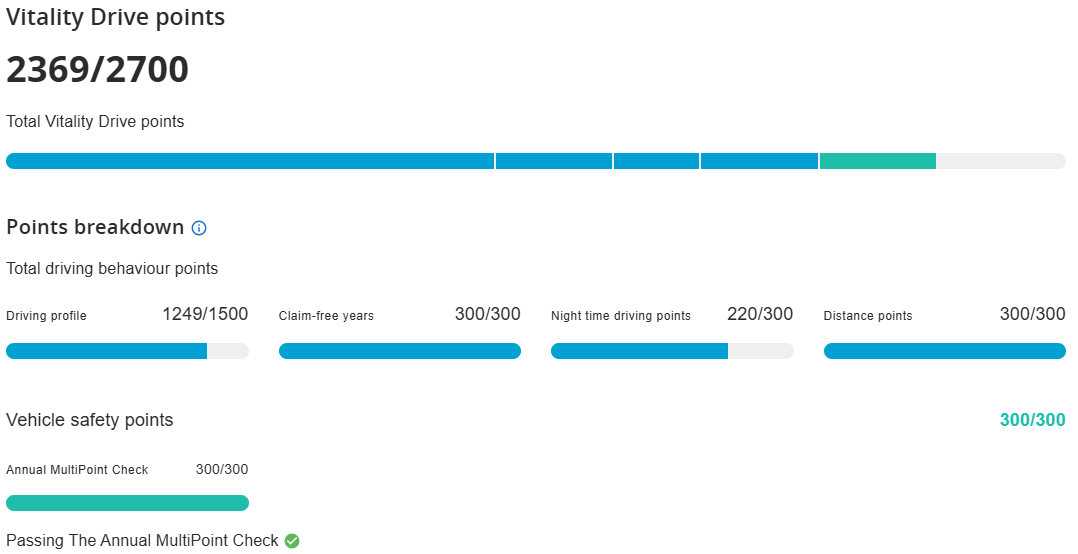 Vitality Drive points
2369/2700
Total Vitality Drive points
Points breakdown
Total driving behaviour points
Driving profile 1249/1500 Claim-free years 300/300 Night time driving points 220/300 Distance points 300/300
Vehicle safety points 300/300
Annual MultiPoint Check 300/300
Passing The Annual MultiPoint Check